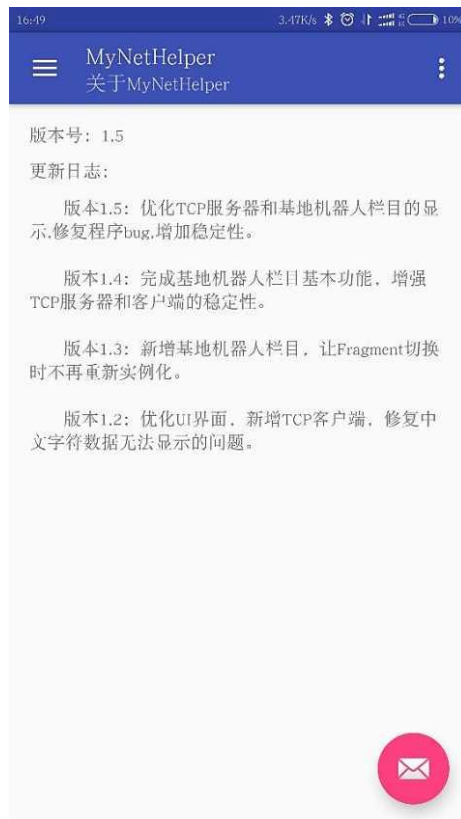 16:49
3.47K/s
10%
MyNetHelper
关于MyNetHelper
版本号: 1.5
更新日志:
版本1.5: 优化TCP服务器和基地机器人栏目的显
示,修复程序bug,增加稳定性。
版本1.4: 完成基地机器人栏目基本功能, 增强
TCP服务器和客户端的稳定性。
版本1.3: 新增基地机器人栏目, 让Fragment切换
时不再重新实例化。
版本1.2: 优化UI界面, 新增TCP客户端, 修复中
文字符数据无法显示的问题。